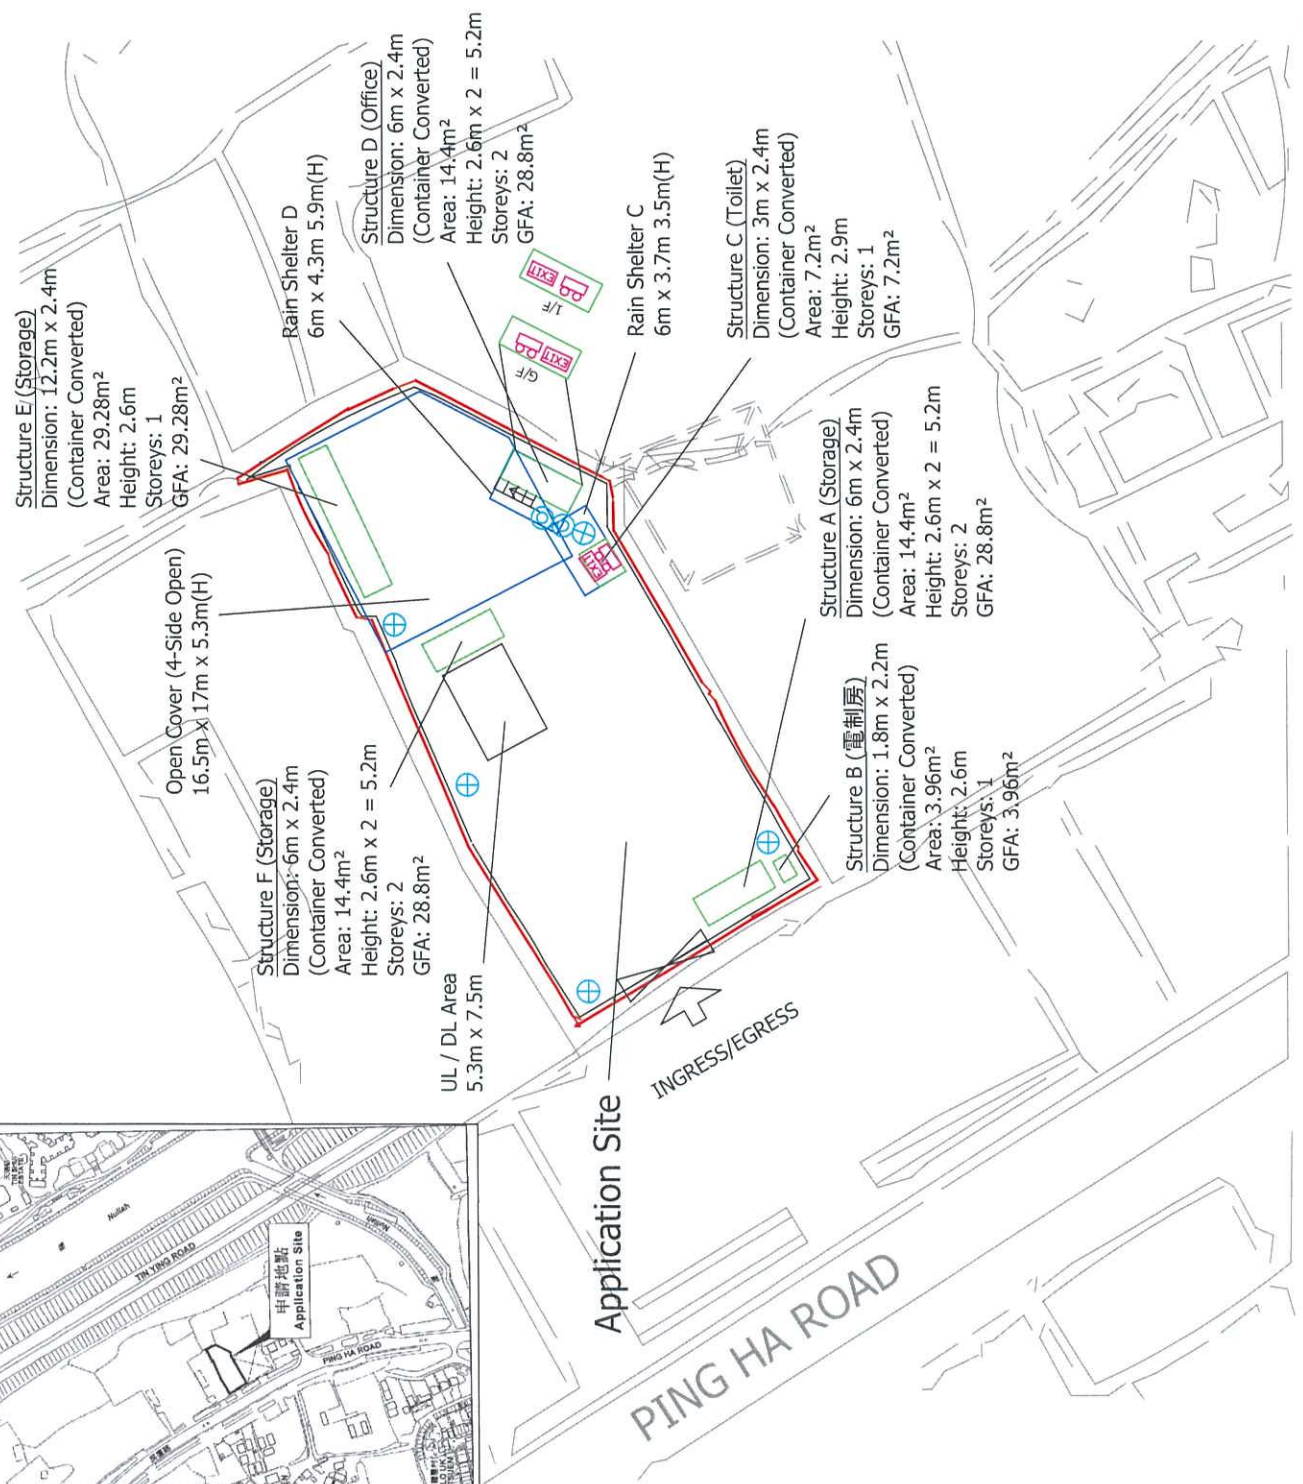 Structure E (Storage)
Dimension: 12.2m x 2.4m
(Container Converted)
Area: 29.28m²
Height: 2.6m
Storeys: 1
GFA: 29.28m²
Open Cover (4-Side Open)
16.5m x 17m x 5.3m(H)
Structure F (Storage)
Dimension: 6m x 2.4m
(Container Converted)
Area: 14.4m²
Height: 2.6m x 2 = 5.2m
Storeys: 2
GFA: 28.8m²
UL / DL Area
5.3m x 7.5m
Rain Shelter D
6m x 4.3m 5.9m(H)
Structure D (Office)
Dimension: 6m x 2.4m
(Container Converted)
Area: 14.4m²
Height: 2.6m x 2 = 5.2m
Storeys: 2
GFA: 28.8m²
EXIT
1/F
EXIT
G/F
Rain Shelter C
6m x 3.7m 3.5m(H)
Structure C (Toilet)
Dimension: 3m x 2.4m
(Container Converted)
Area: 7.2m²
Height: 2.9m
Storeys: 1
GFA: 7.2m²
EXIT
Structure A (Storage)
Dimension: 6m x 2.4m
(Container Converted)
Area: 14.4m²
Height: 2.6m x 2 = 5.2m
Storeys: 2
GFA: 28.8m²
Structure B (電制房)
Dimension: 1.8m x 2.2m
(Container Converted)
Area: 3.96m²
Height: 2.6m
Storeys: 1
GFA: 3.96m²
INGRESS/EGRESS
Application Site
PING HA ROAD
Nullah
TIN YING ROAD
Nullah
申請地點
Application Site
PING HA ROAD